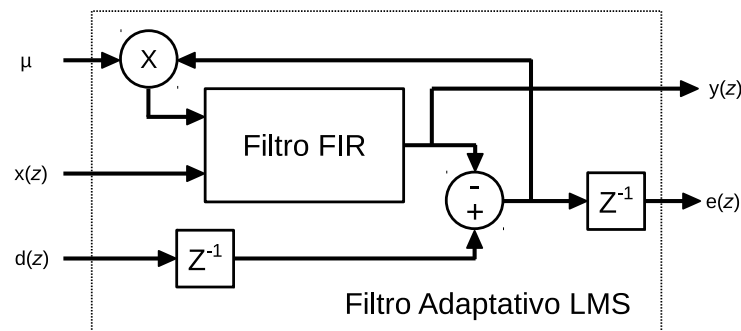 μ
X
y(z)
Filtro FIR
x(z)
-
+
Z-1
e(z)
d(z)
Z-1
Filtro Adaptativo LMS